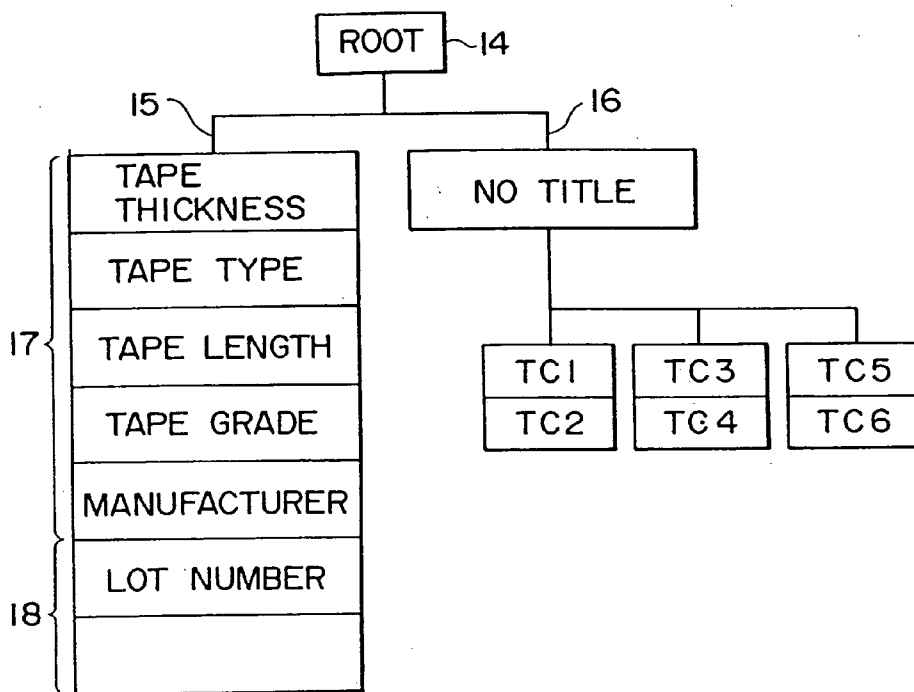 ROOT
14
15
16
TAPE
THICKNESS
NO TITLE
TAPE TYPE
17
TAPE LENGTH
TC1
TC3
TC5
TC2
TC4
TC6
TAPE GRADE
MANUFACTURER
LOT NUMBER
18